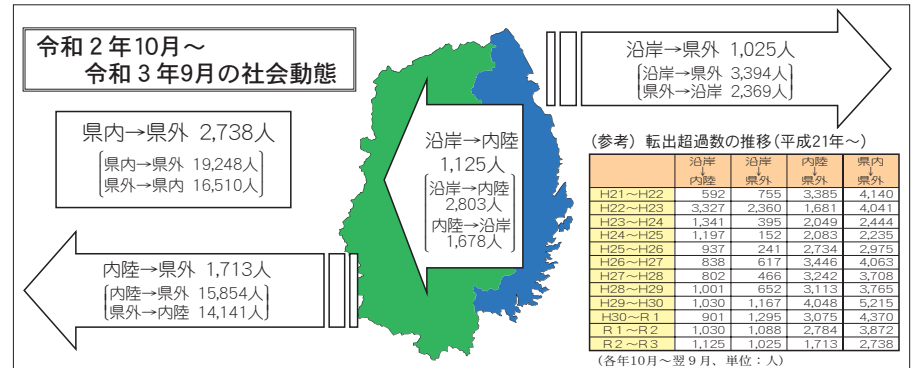 令和２年10月～
令和３年9月の社会動態
県内→県外 2,738人
県内→県外 19,248人
県外→県内 16,510人
沿岸→県外 1,025人
沿岸→県外 3,394人
県外→沿岸 2,369人
沿岸→内陸
1,125人
沿岸→内陸
2,803人
内陸→沿岸
1,678人
内陸→県外 1,713人
内陸→県外 15,854人
県外→内陸 14,141人
(参考) 転出超過数の推移(平成21年～)
沿岸↓内陸 沿岸↓県外 内陸↓県外 県内↓県外
H21～H22 592 755 3,385 4,140
H22～H23 3,327 2,360 1,681 4,041
H23～H24 1,341 395 2,049 2,444
H24～H25 1,197 152 2,083 2,235
H25～H26 937 241 2,734 2,975
H26～H27 838 617 3,446 4,063
H27～H28 802 466 3,242 3,708
H28～H29 1,001 652 3,113 3,765
H29～H30 1,030 1,167 4,048 5,215
H30～R1 901 1,295 3,075 4,370
R1～R2 1,030 1,088 2,784 3,872
R2～R3 1,125 1,025 1,713 2,738
(各年10月～翌９月、単位：人)